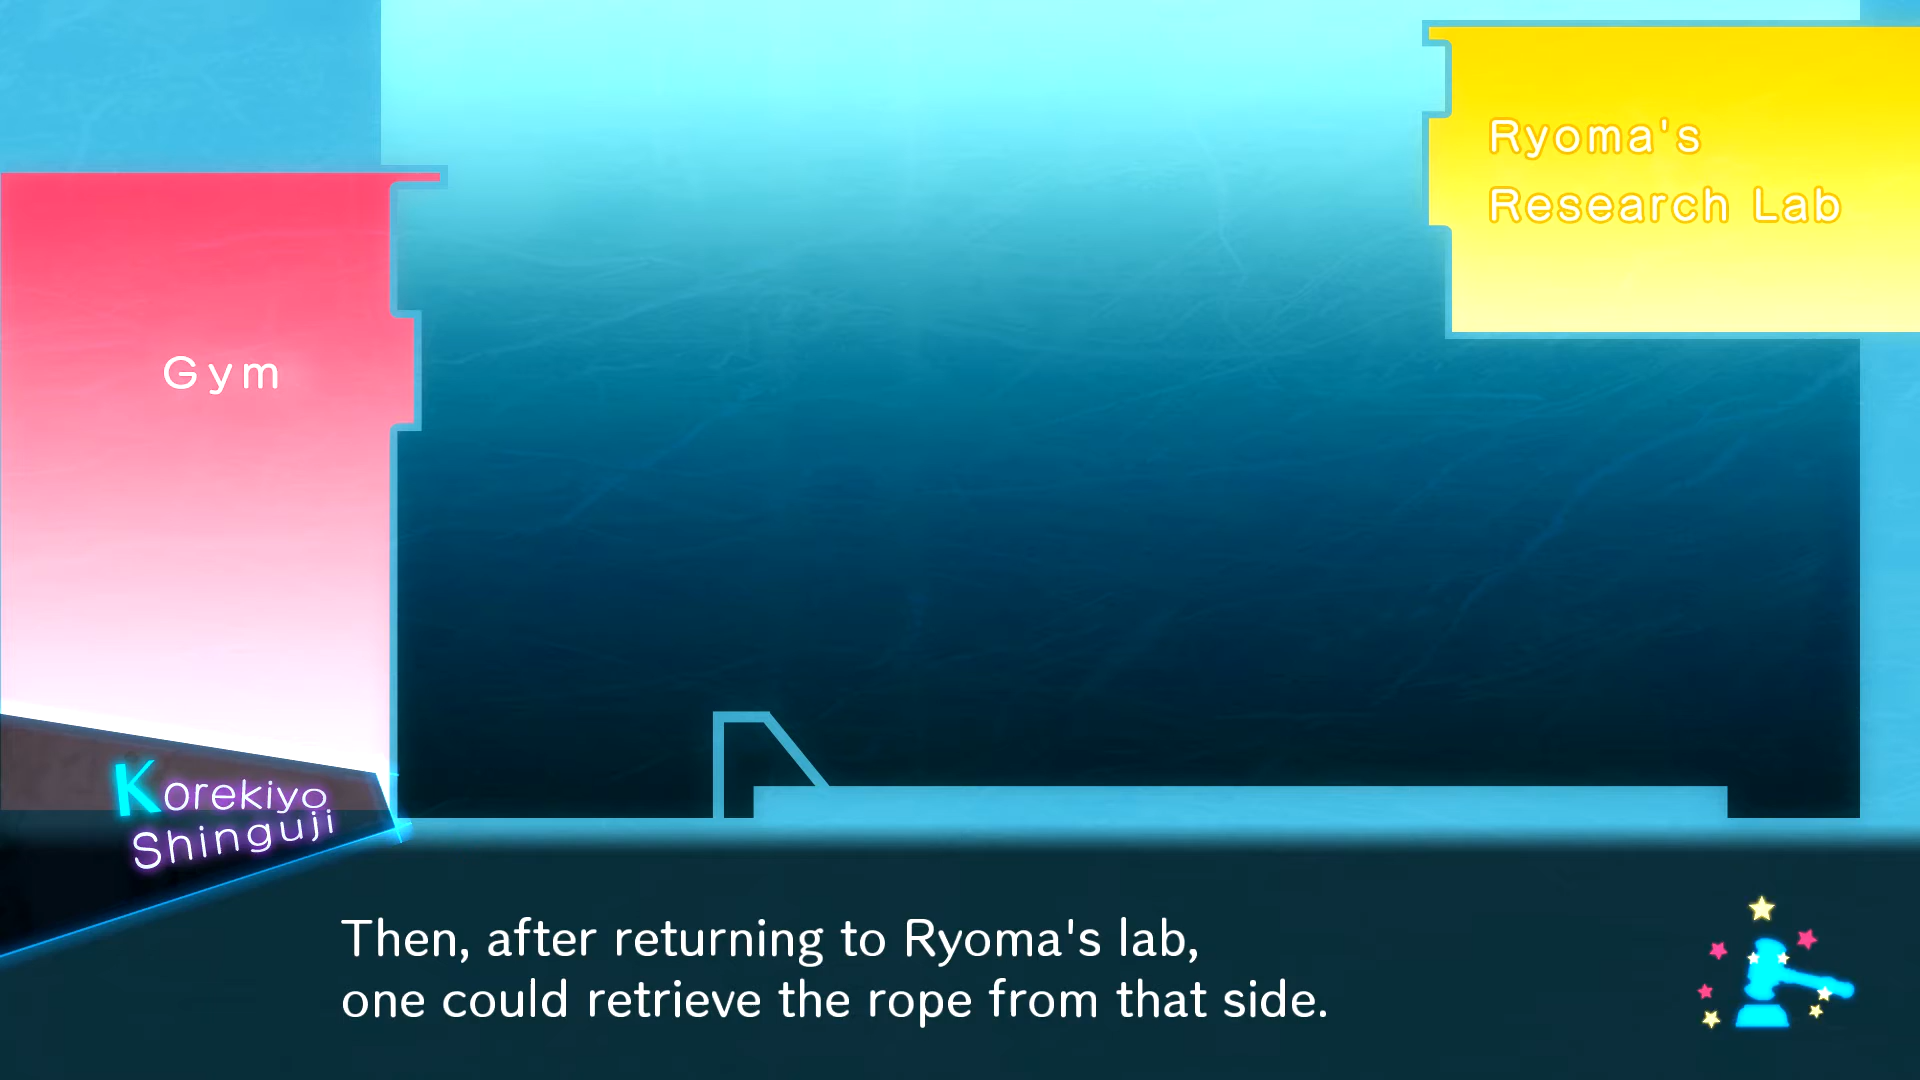 Ryoma's
Research Lab
Gym
Korekiyo
Shinguji
Then, after returning to Ryoma's lab,
one could retrieve the rope from that side.